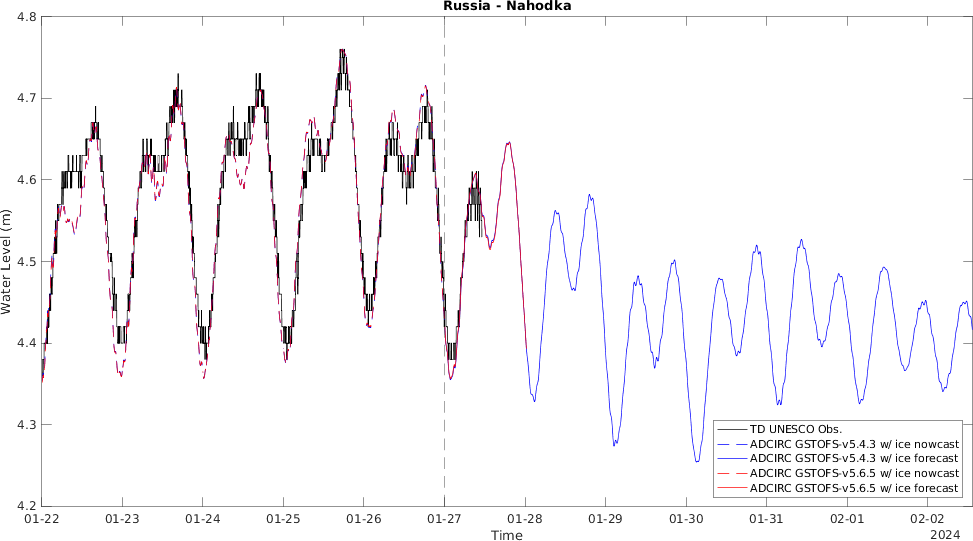 Russia - Nahodka
4.8
4.7
4.6
4.5
4.4
4.3
4.2
Water Level (m)
TD UNESCO Obs.
ADCIRC GSTOFS-v5.4.3 w/ ice nowcast
ADCIRC GSTOFS-v5.4.3 w/ ice forecast
ADCIRC GSTOFS-v5.6.5 w/ ice nowcast
ADCIRC GSTOFS-v5.6.5 w/ ice forecast
01-22 01-23 01-24 01-25 01-26 01-27 01-28 01-29 01-30 01-31 02-01 02-02
Time
2024